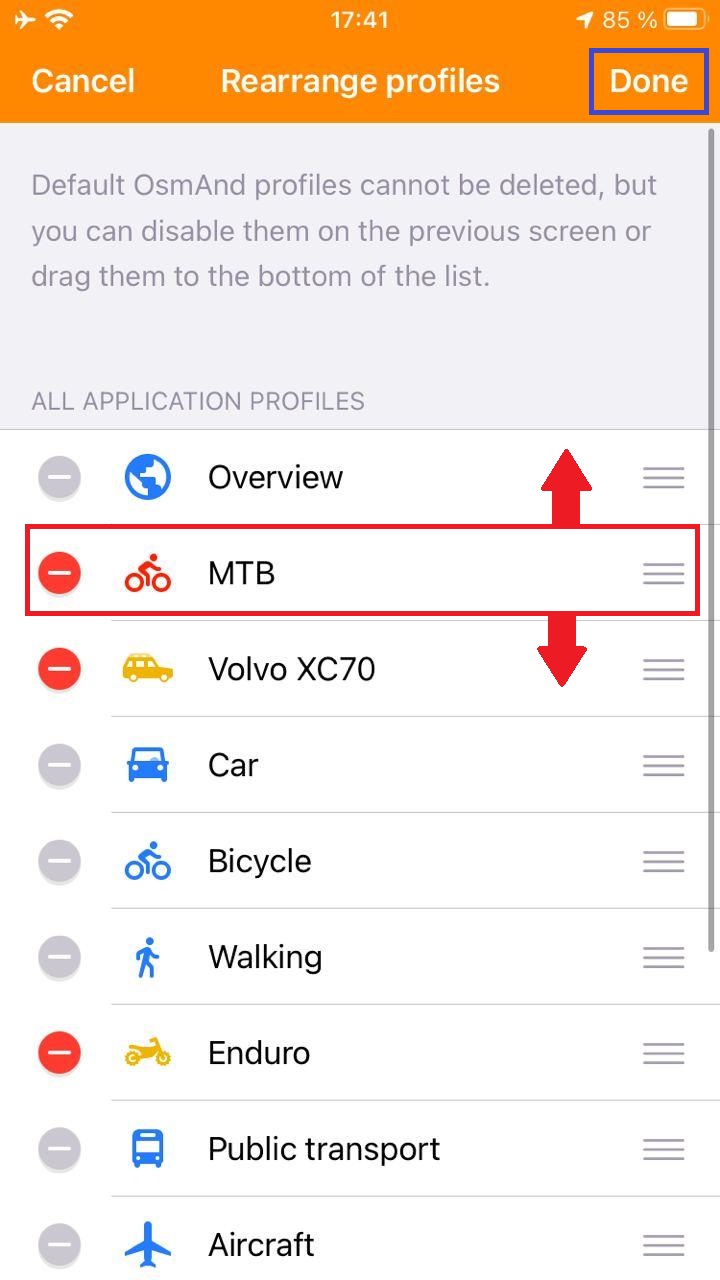 17:41 85 %
Cancel Rearrange profiles Done
Default OsmAnd profiles cannot be deleted, but
you can disable them on the previous screen or
drag them to the bottom of the list.
ALL APPLICATION PROFILES
Overview
MTB
Volvo XC70
Car
Bicycle
Walking
Enduro
Public transport
Aircraft